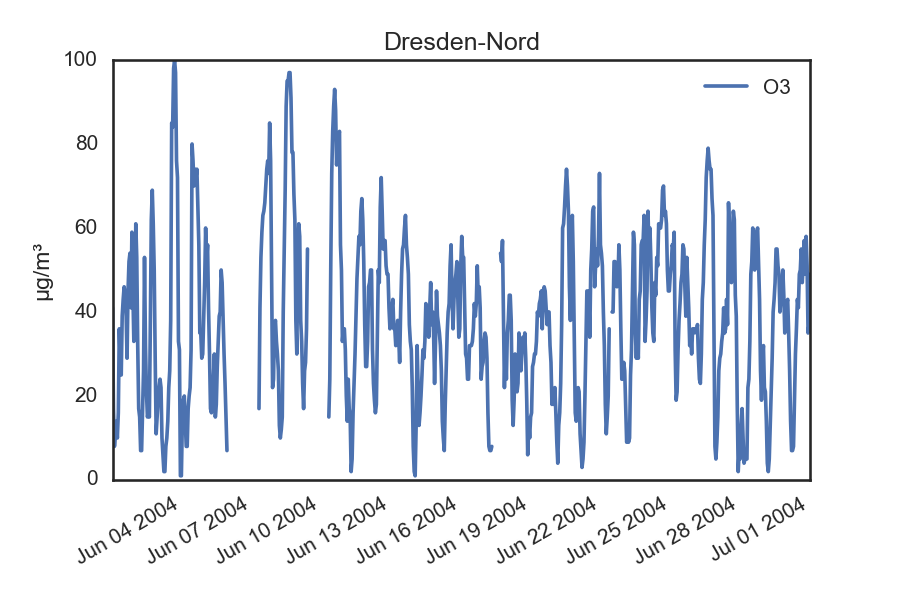 Dresden-Nord
100
80
60
40
20
0
µg/m³
O3
Jun 04 2004
Jun 07 2004
Jun 10 2004
Jun 13 2004
Jun 16 2004
Jun 19 2004
Jun 22 2004
Jun 25 2004
Jun 28 2004
Jul 01 2004